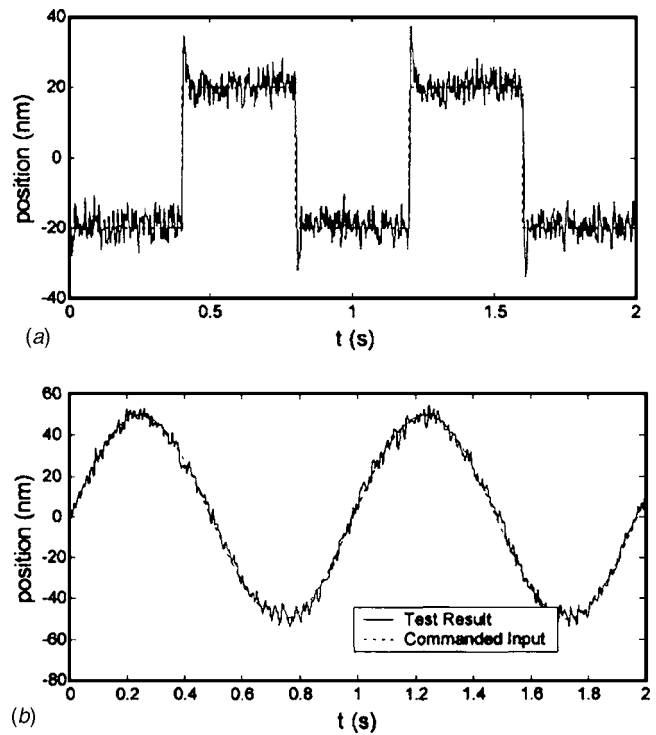 40
20
0
-20
40
position (nm)
0 0.5 1 1.5 2
t (s)
(a)
60
40
20
0
-20
-40
-60
-80
position (nm)
Test Result
Commanded Input
0 0.2 0.4 0.6 0.8 1 1.2 1.4 1.6 1.8 2
t (s)
(b)